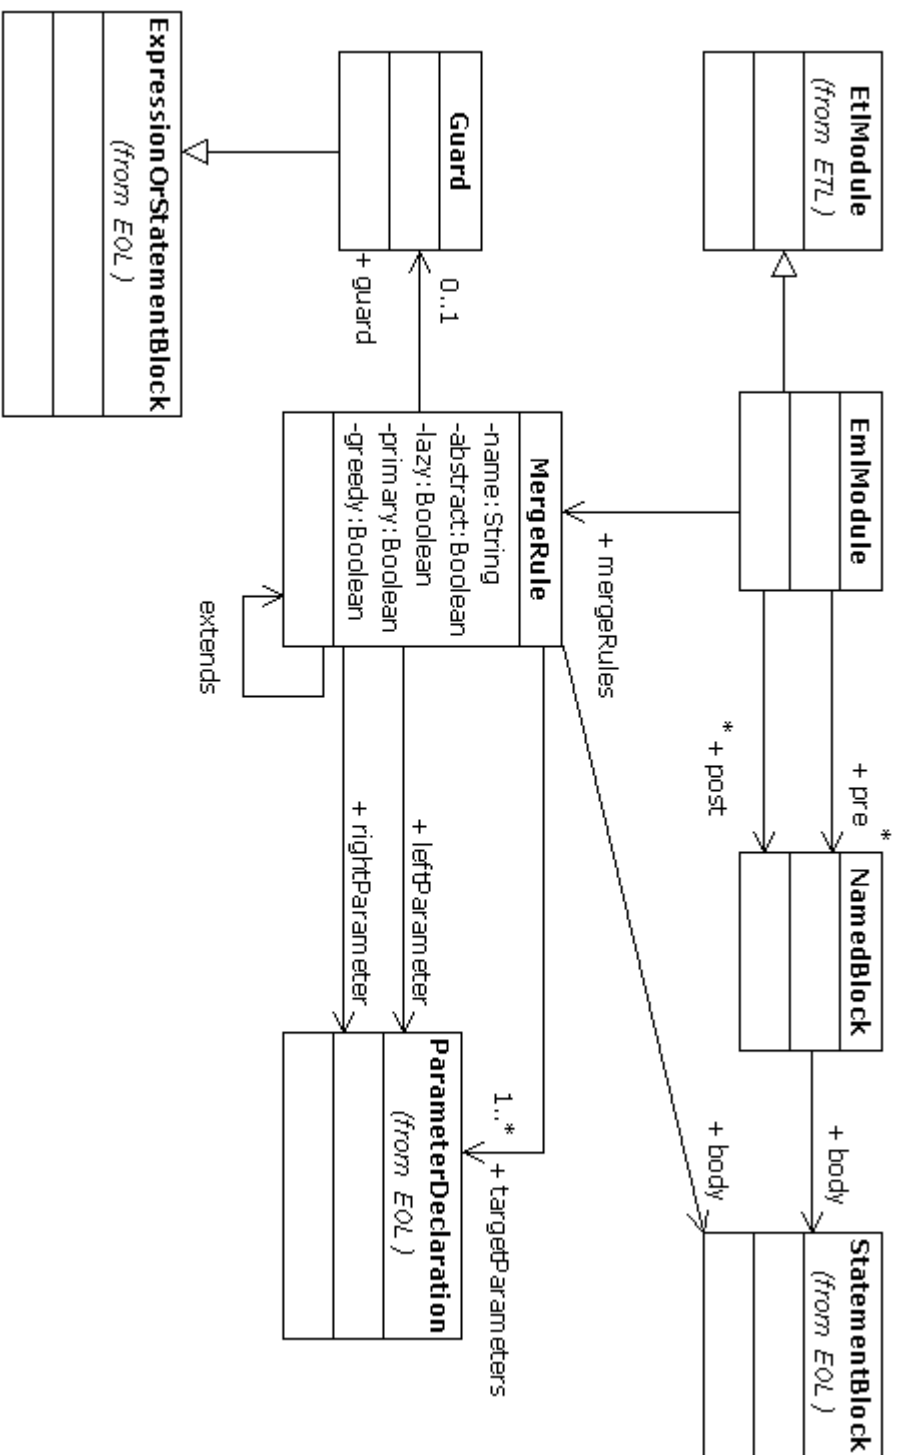 EtlModule
(from ETL)
EmlModule
+ pre
*
* + post
NamedBlock
+ body
StatementBlock
(from EOL)
+ mergeRules
+ body
Guard
0..1
+ guard
MergeRule
-name:String
-abstract:Boolean
-lazy:Boolean
-primary:Boolean
-greedy:Boolean
extends
1..*
+ targetParameters
+ leftParameter
+ rightParameter
ParameterDeclaration
(from EOL)
ExpressionOrStatementBlock
(from EOL)